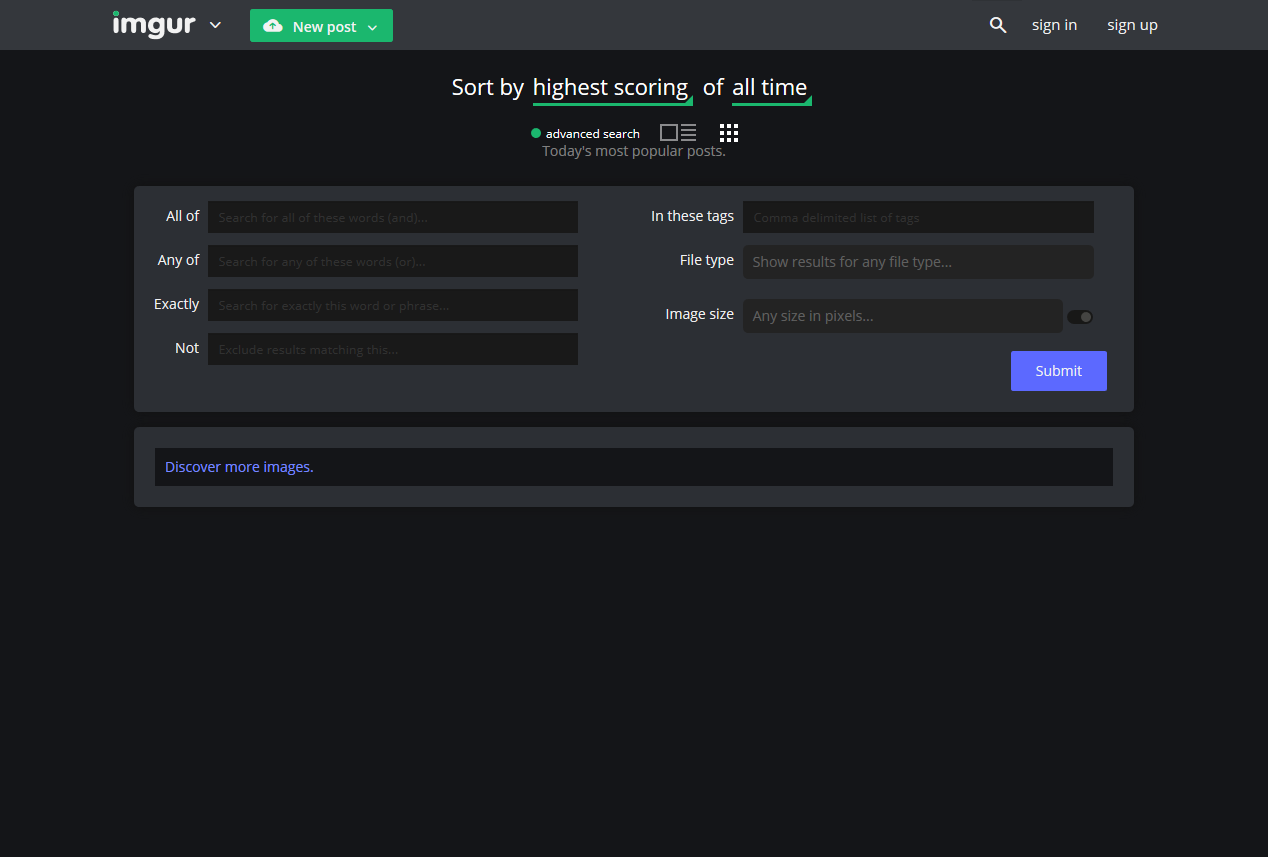 imgur New post sign in sign up
Sort by highest scoring of all time
advanced search
Today's most popular posts.
All of Search for all of these words (and)...
In these tags Comma delimited list of tags
Any of Search for any of these words (or)...
File type Show results for any file type...
Exactly Search for exactly this word or phrase...
Image size Any size in pixels...
Not Exclude results matching this...
Submit
Discover more images.